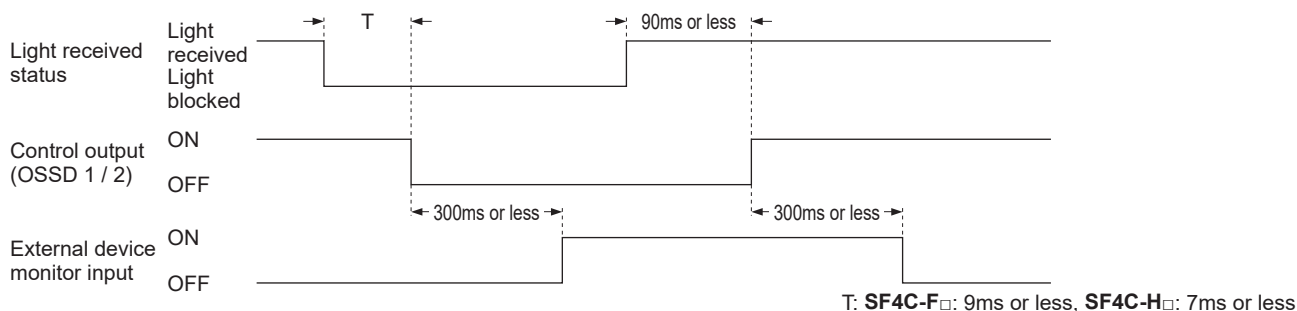 T
90ms or less
Light received status
Light received
Light blocked
Control output (OSSD 1 / 2)
ON
OFF
300ms or less
300ms or less
External device monitor input
ON
OFF
T: SF4C-F□: 9ms or less, SF4C-H□: 7ms or less